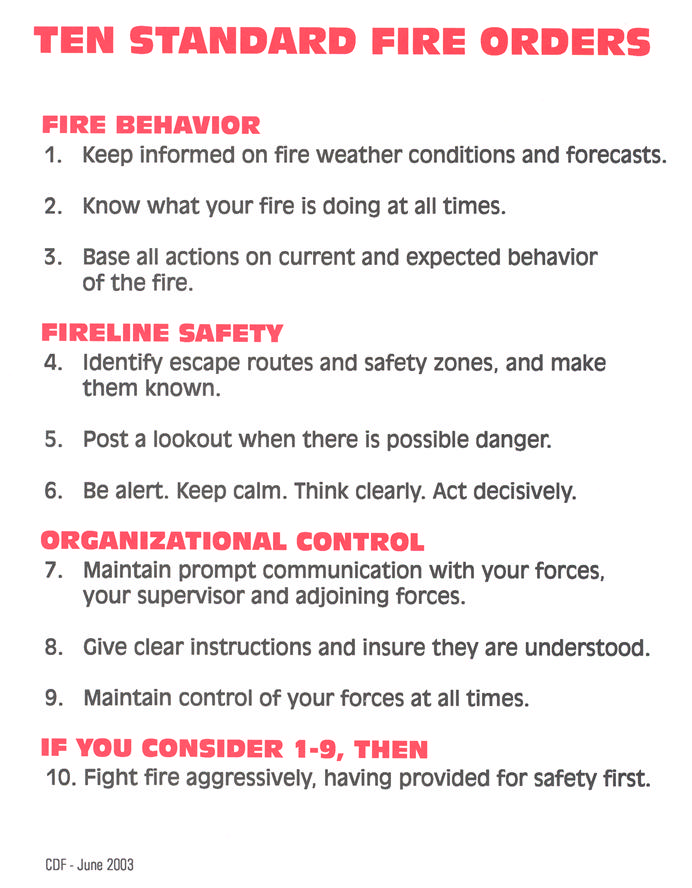 TEN STANDARD FIRE ORDERS
FIRE BEHAVIOR
1. Keep informed on fire weather conditions and forecasts.
2. Know what your fire is doing at all times.
3. Base all actions on current and expected behavior
of the fire.
FIRELINE SAFETY
4. Identify escape routes and safety zones, and make
them known.
5. Post a lookout when there is possible danger.
6. Be alert. Keep calm. Think clearly. Act decisively.
ORGANIZATIONAL CONTROL
7. Maintain prompt communication with your forces,
your supervisor and adjoining forces.
8. Give clear instructions and insure they are understood.
9. Maintain control of your forces at all times.
IF YOU CONSIDER 1-9, THEN
10. Fight fire aggressively, having provided for safety first.
CDF - June 2003